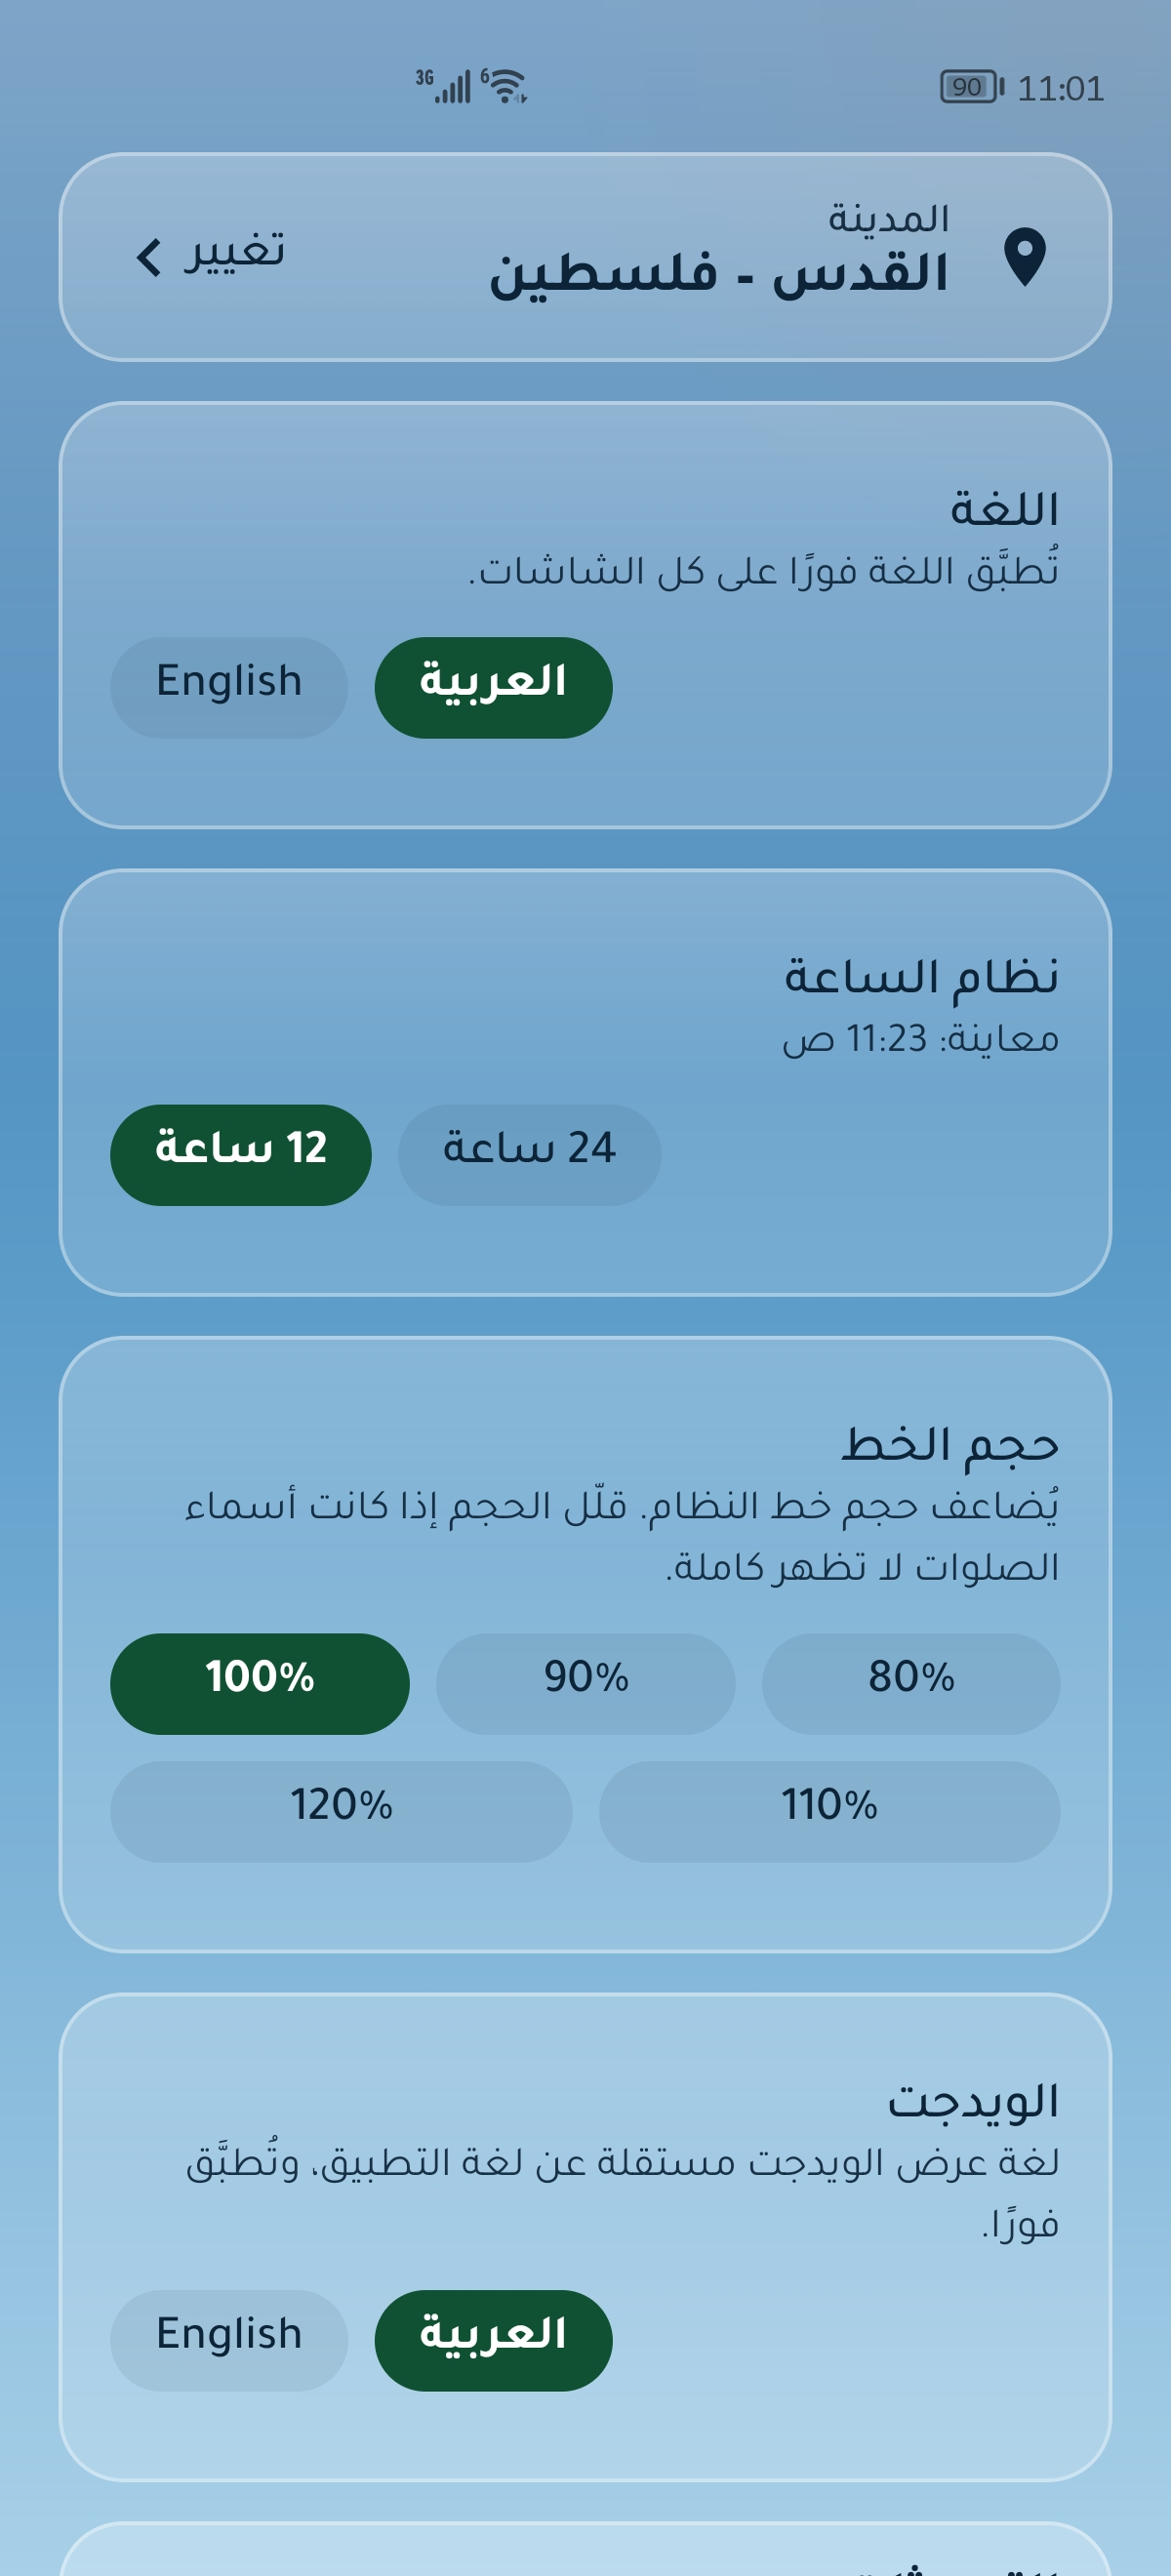 11:01
90
6
3G
المدينة
القدس - فلسطين
تغيير
اللغة
تُطبَّق اللغة فورًا على كل الشاشات.
العربية
English
نظام الساعة
معاينة: 11:23 ص
24 ساعة
12 ساعة
حجم الخط
يُضاعف حجم خط النظام. قلّل الحجم إذا كانت أسماء
الصلوات لا تظهر كاملة.
80%
90%
100%
110%
120%
الويدجت
لغة عرض الويدجت مستقلة عن لغة التطبيق، وتُطبَّق
فورًا.
العربية
English